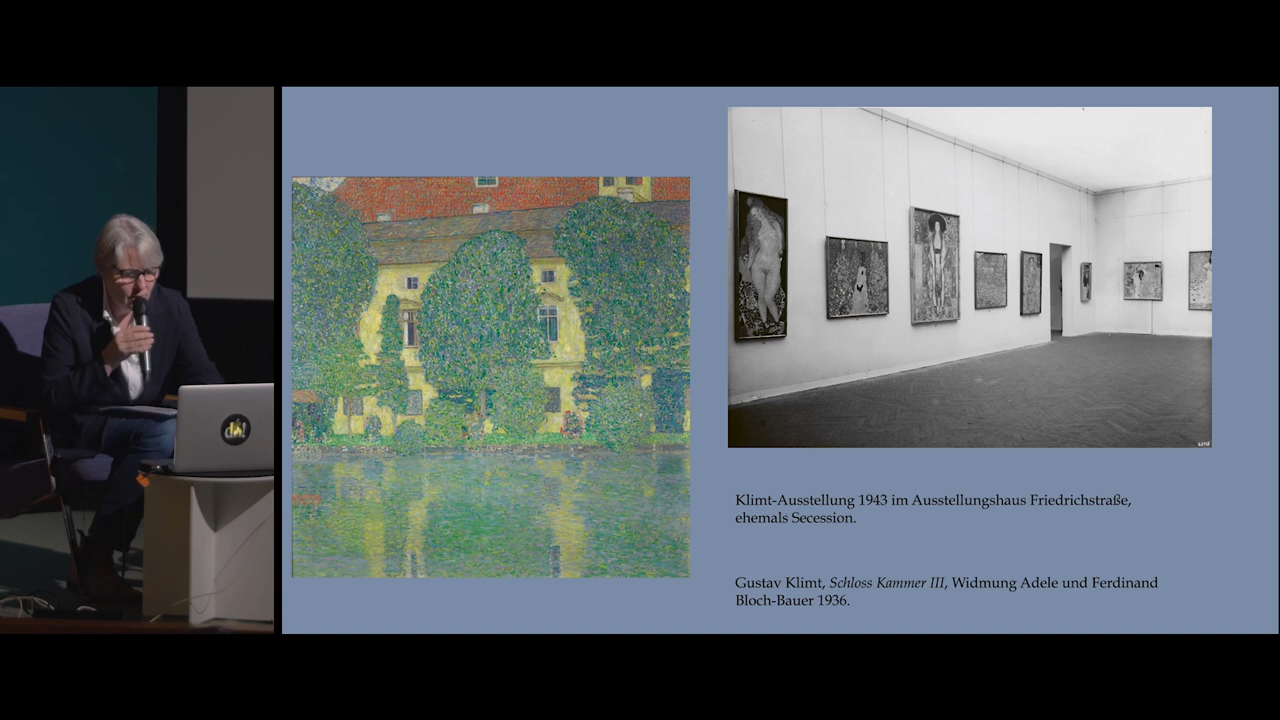 Klimt-Ausstellung 1943 im Ausstellungshaus Friedrichstraße,
ehemals Secession.
Gustav Klimt, Schloss Kammer III, Widmung Adele und Ferdinand
Bloch-Bauer 1936.